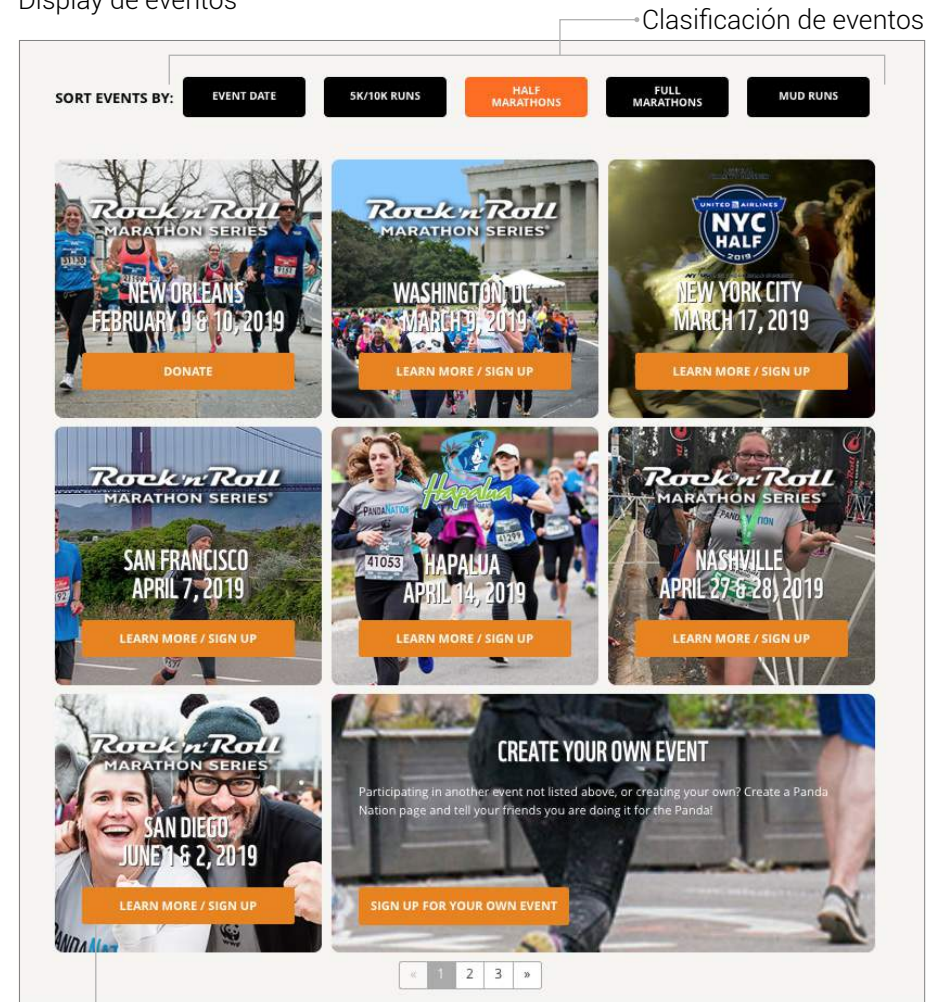 Display de eventos
Clasificación de eventos
SORT EVENTS BY:
EVENT DATE
5K/10K RUNS
HALF
MARATHONS
FULL
MARATHONS
MUD RUNS
Rock'n'Roll
MARATHON SERIES®
31138
9187
NEW ORLEANS
FEBRUARY 9 & 10, 2019
DONATE
Rock'n'Roll
MARATHON SERIES®
WASHINGTON, DC
MARCH 9, 2019
LEARN MORE / SIGN UP
UNITED AIRLINES
NYC
HALF
2019
NEW YORK CITY
MARCH 17, 2019
LEARN MORE / SIGN UP
Rock'n'Roll
MARATHON SERIES®
SAN FRANCISCO
APRIL 7, 2019
LEARN MORE / SIGN UP
Hapalua
PANDANATION
41299
41053
HAPALUA
APRIL 14, 2019
LEARN MORE / SIGN UP
Rock'n'Roll
MARATHON SERIES®
NASHVILLE
APRIL 27 & 28, 2019
LEARN MORE / SIGN UP
Rock'n'Roll
MARATHON SERIES®
SAN DIEGO
JUNE 1 & 2, 2019
LEARN MORE / SIGN UP
PANDANAT
WWF
CREATE YOUR OWN EVENT
Participating in another event not listed above, or creating your own? Create a Panda
Nation page and tell your friends you are doing it for the Panda!
SIGN UP FOR YOUR OWN EVENT
« 1 2 3 »